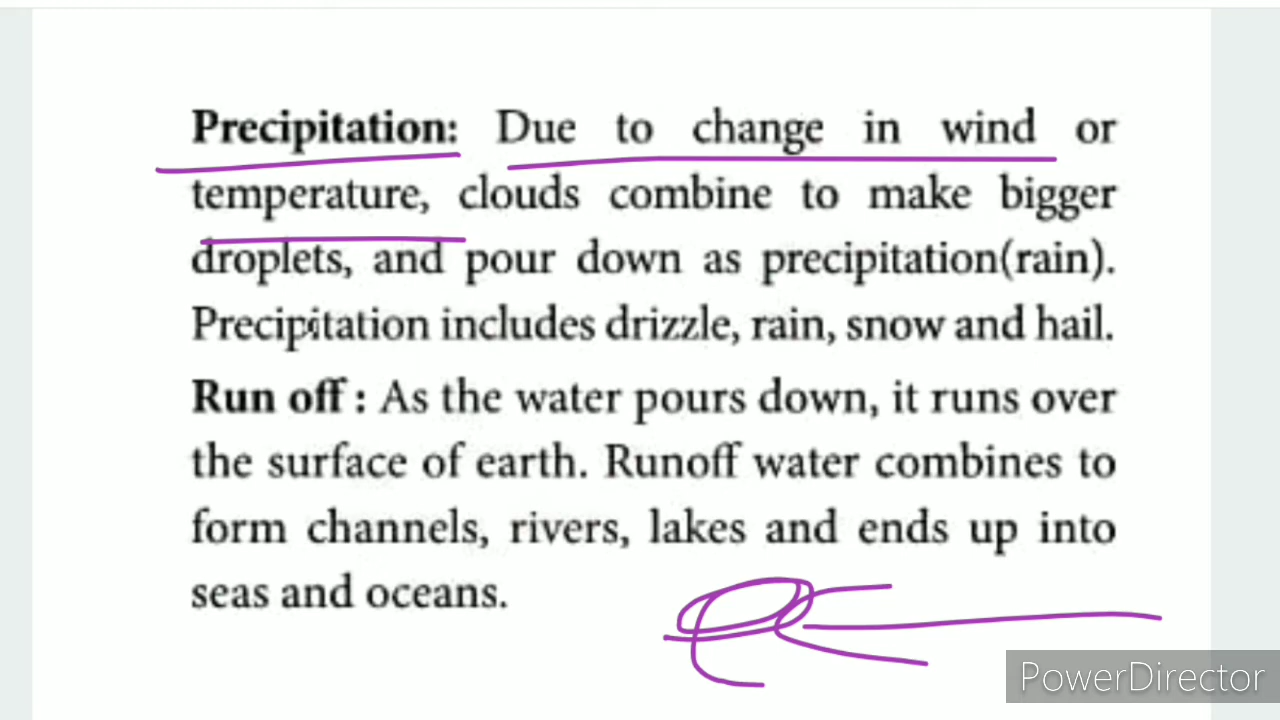 Precipitation: Due to change in wind or
temperature, clouds combine to make bigger
droplets, and pour down as precipitation(rain).
Precipitation includes drizzle, rain, snow and hail.
Run off : As the water pours down, it runs over
the surface of earth. Runoff water combines to
form channels, rivers, lakes and ends up into
seas and oceans.
PowerDirector